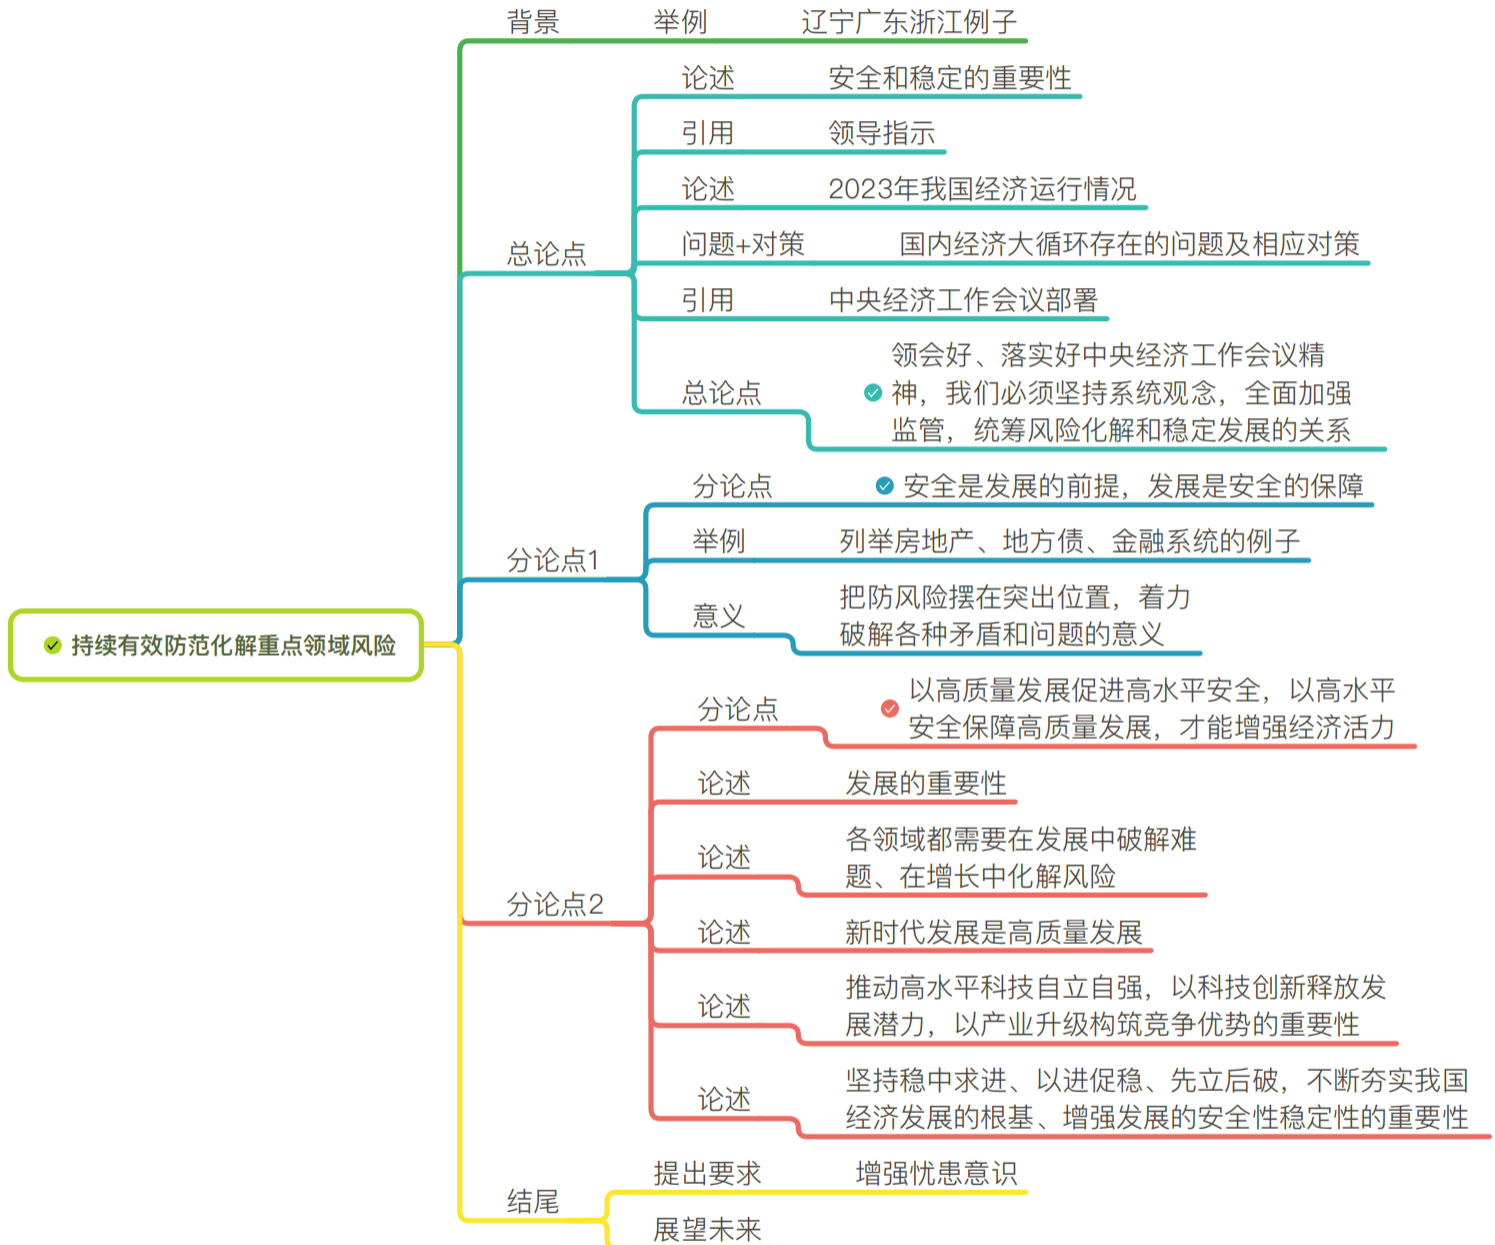 背景 举例 辽宁广东浙江例子
论述 安全和稳定的重要性
引用 领导指示
论述 2023年我国经济运行情况
总论点
问题+对策 国内经济大循环存在的问题及相应对策
引用 中央经济工作会议部署
总论点
领会好、落实好中央经济工作会议精
神，我们必须坚持系统观念，全面加强
监管，统筹风险化解和稳定发展的关系
分论点1
分论点 安全是发展的前提，发展是安全的保障
举例 列举房地产、地方债、金融系统的例子
意义
把防风险摆在突出位置，着力
破解各种矛盾和问题的意义
持续有效防范化解重点领域风险
分论点2
分论点
以高质量发展促进高水平安全，以高水平
安全保障高质量发展，才能增强经济活力
论述 发展的重要性
论述
各领域都需要在发展中破解难
题、在增长中化解风险
论述 新时代发展是高质量发展
论述
推动高水平科技自立自强，以科技创新释放发
展潜力，以产业升级构筑竞争优势的重要性
论述
坚持稳中求进、以进促稳、先立后破，不断夯实我国
经济发展的根基、增强发展的安全性稳定性的重要性
结尾
提出要求 增强忧患意识
展望未来